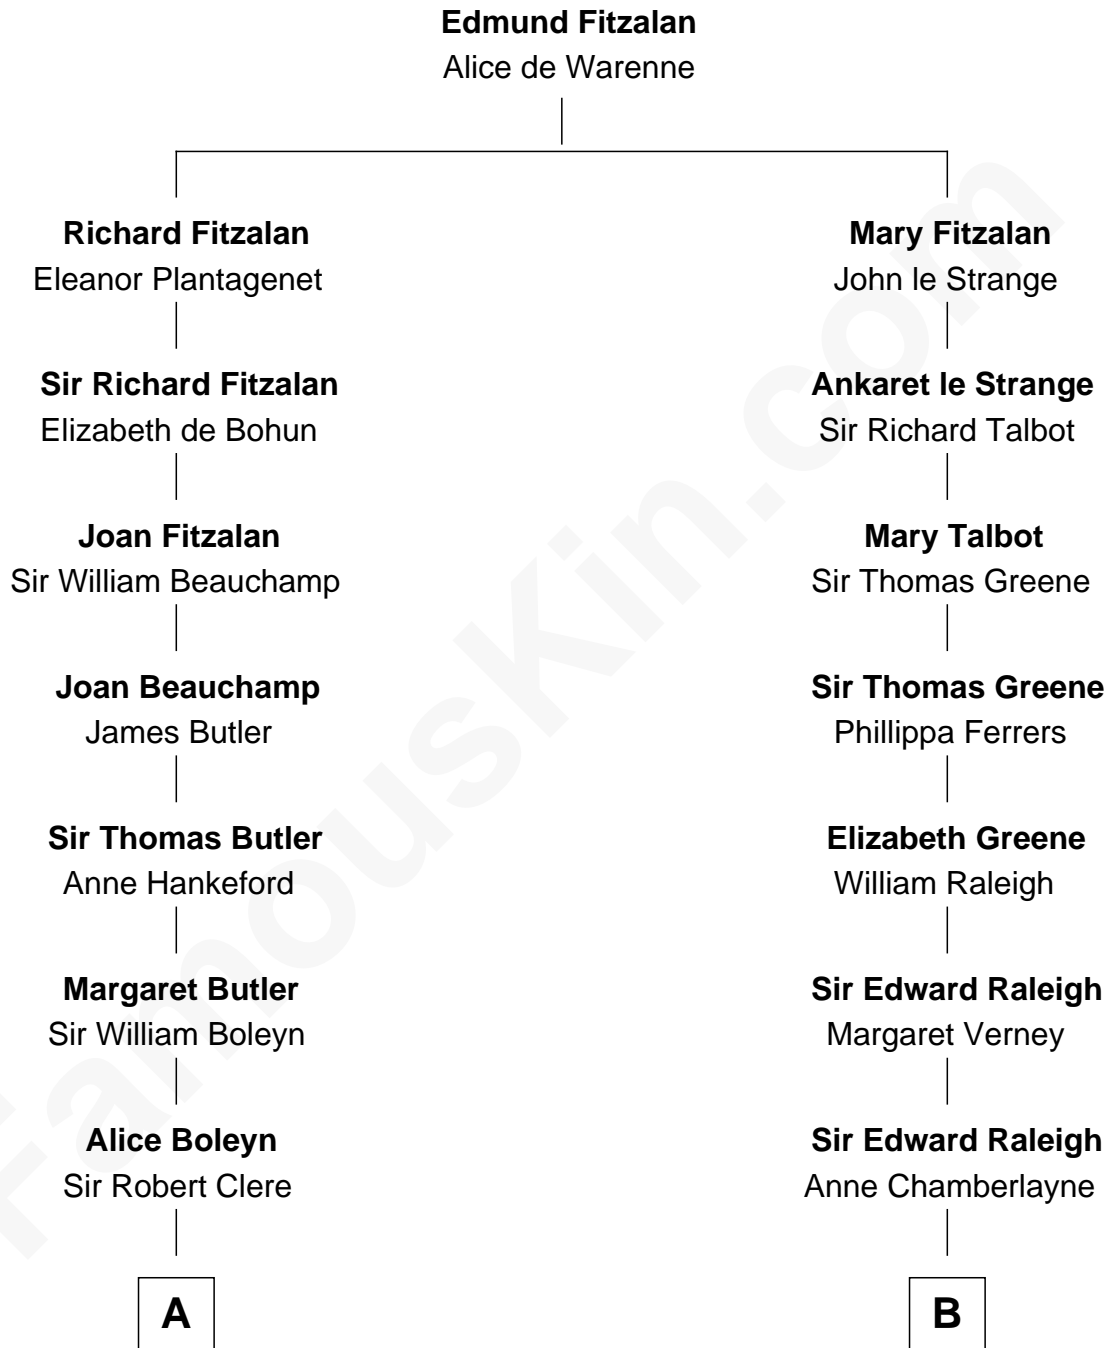 Edmund Fitzalan
Alice de Warenne
Richard Fitzalan
Eleanor Plantagenet
Mary Fitzalan
John le Strange
Sir Richard Fitzalan
Elizabeth de Bohun
Ankaret le Strange
Sir Richard Talbot
Joan Fitzalan
Sir William Beauchamp
Mary Talbot
Sir Thomas Greene
Joan Beauchamp
James Butler
Sir Thomas Greene
Phillippa Ferrers
Sir Thomas Butler
Anne Hankeford
Elizabeth Greene
William Raleigh
Margaret Butler
Sir William Boleyn
Sir Edward Raleigh
Margaret Verney
Alice Boleyn
Sir Robert Clere
Sir Edward Raleigh
Anne Chamberlayne
A
B
FamousKin.com